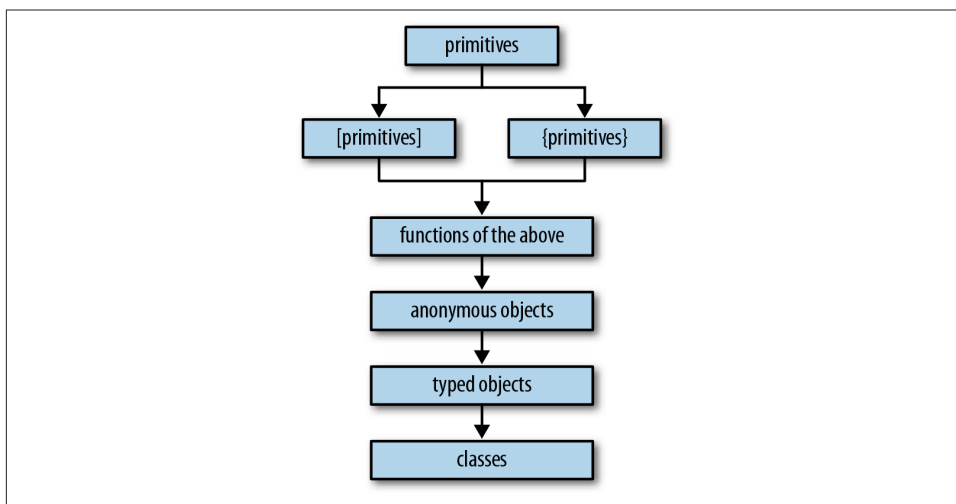 primitives
[primitives]
{primitives}
functions of the above
anonymous objects
typed objects
classes